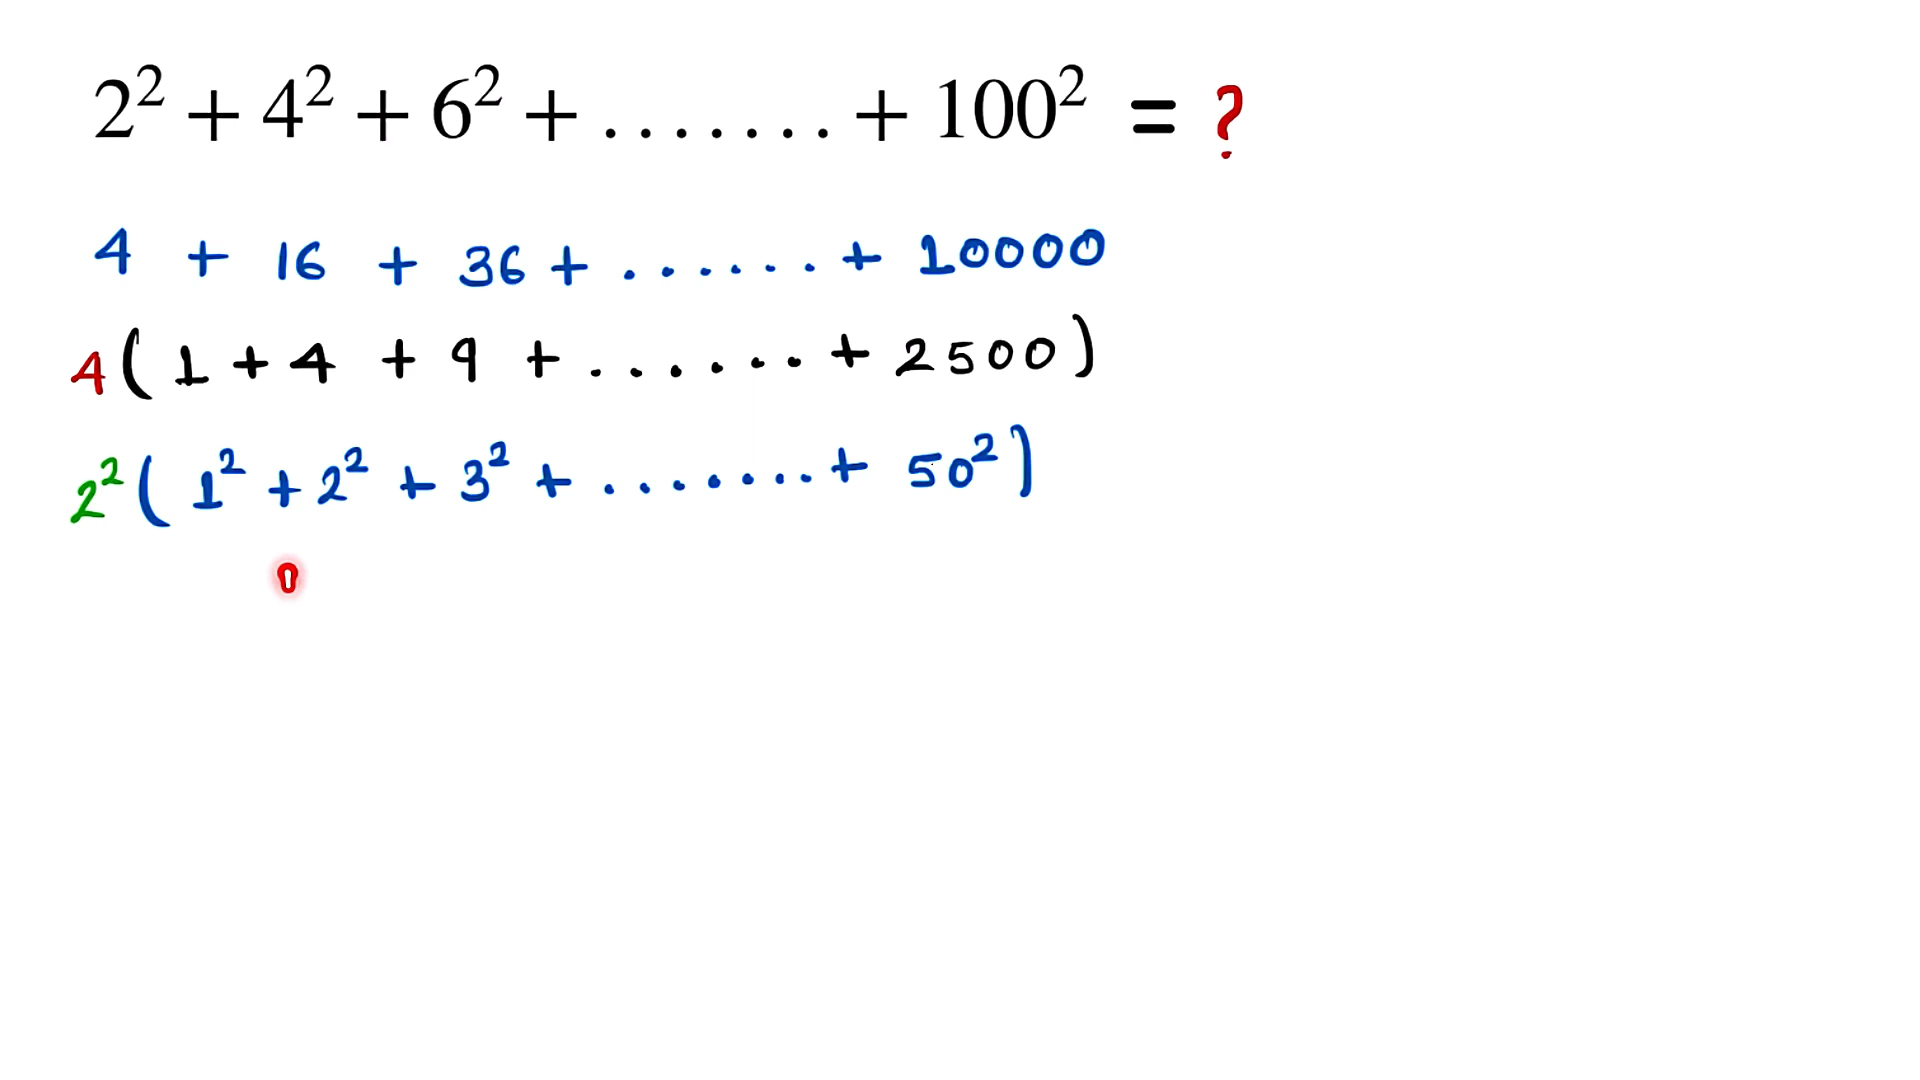 2² + 4² + 6² + ....... + 100² = ?
4 + 16 + 36 + ...... + 10000
4 ( 1 + 4 + 9 + ...... + 2500 )
2² ( 1² + 2² + 3² + ....... + 50² )